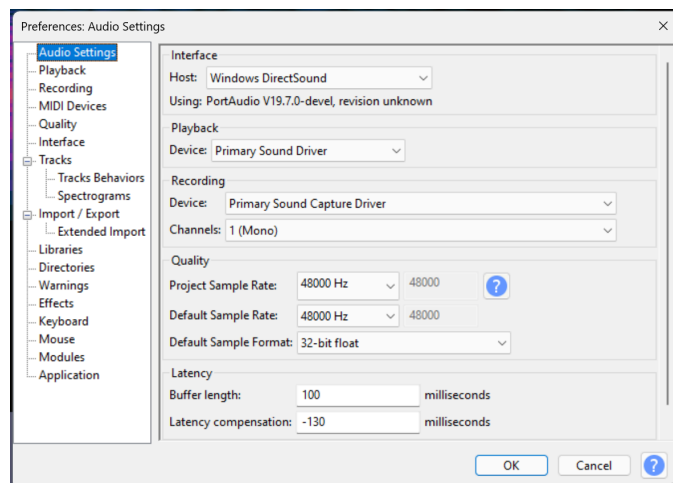 Preferences: Audio Settings
Audio Settings
Playback
Recording
MIDI Devices
Quality
Interface
Tracks
Tracks Behaviors
Spectrograms
Import / Export
Extended Import
Libraries
Directories
Warnings
Effects
Keyboard
Mouse
Modules
Application
Interface
Host: Windows DirectSound
Using: PortAudio V19.7.0-devel, revision unknown
Playback
Device: Primary Sound Driver
Recording
Device: Primary Sound Capture Driver
Channels: 1 (Mono)
Quality
Project Sample Rate: 48000 Hz 48000 ?
Default Sample Rate: 48000 Hz 48000
Default Sample Format: 32-bit float
Latency
Buffer length: 100 milliseconds
Latency compensation: -130 milliseconds
OK Cancel ?